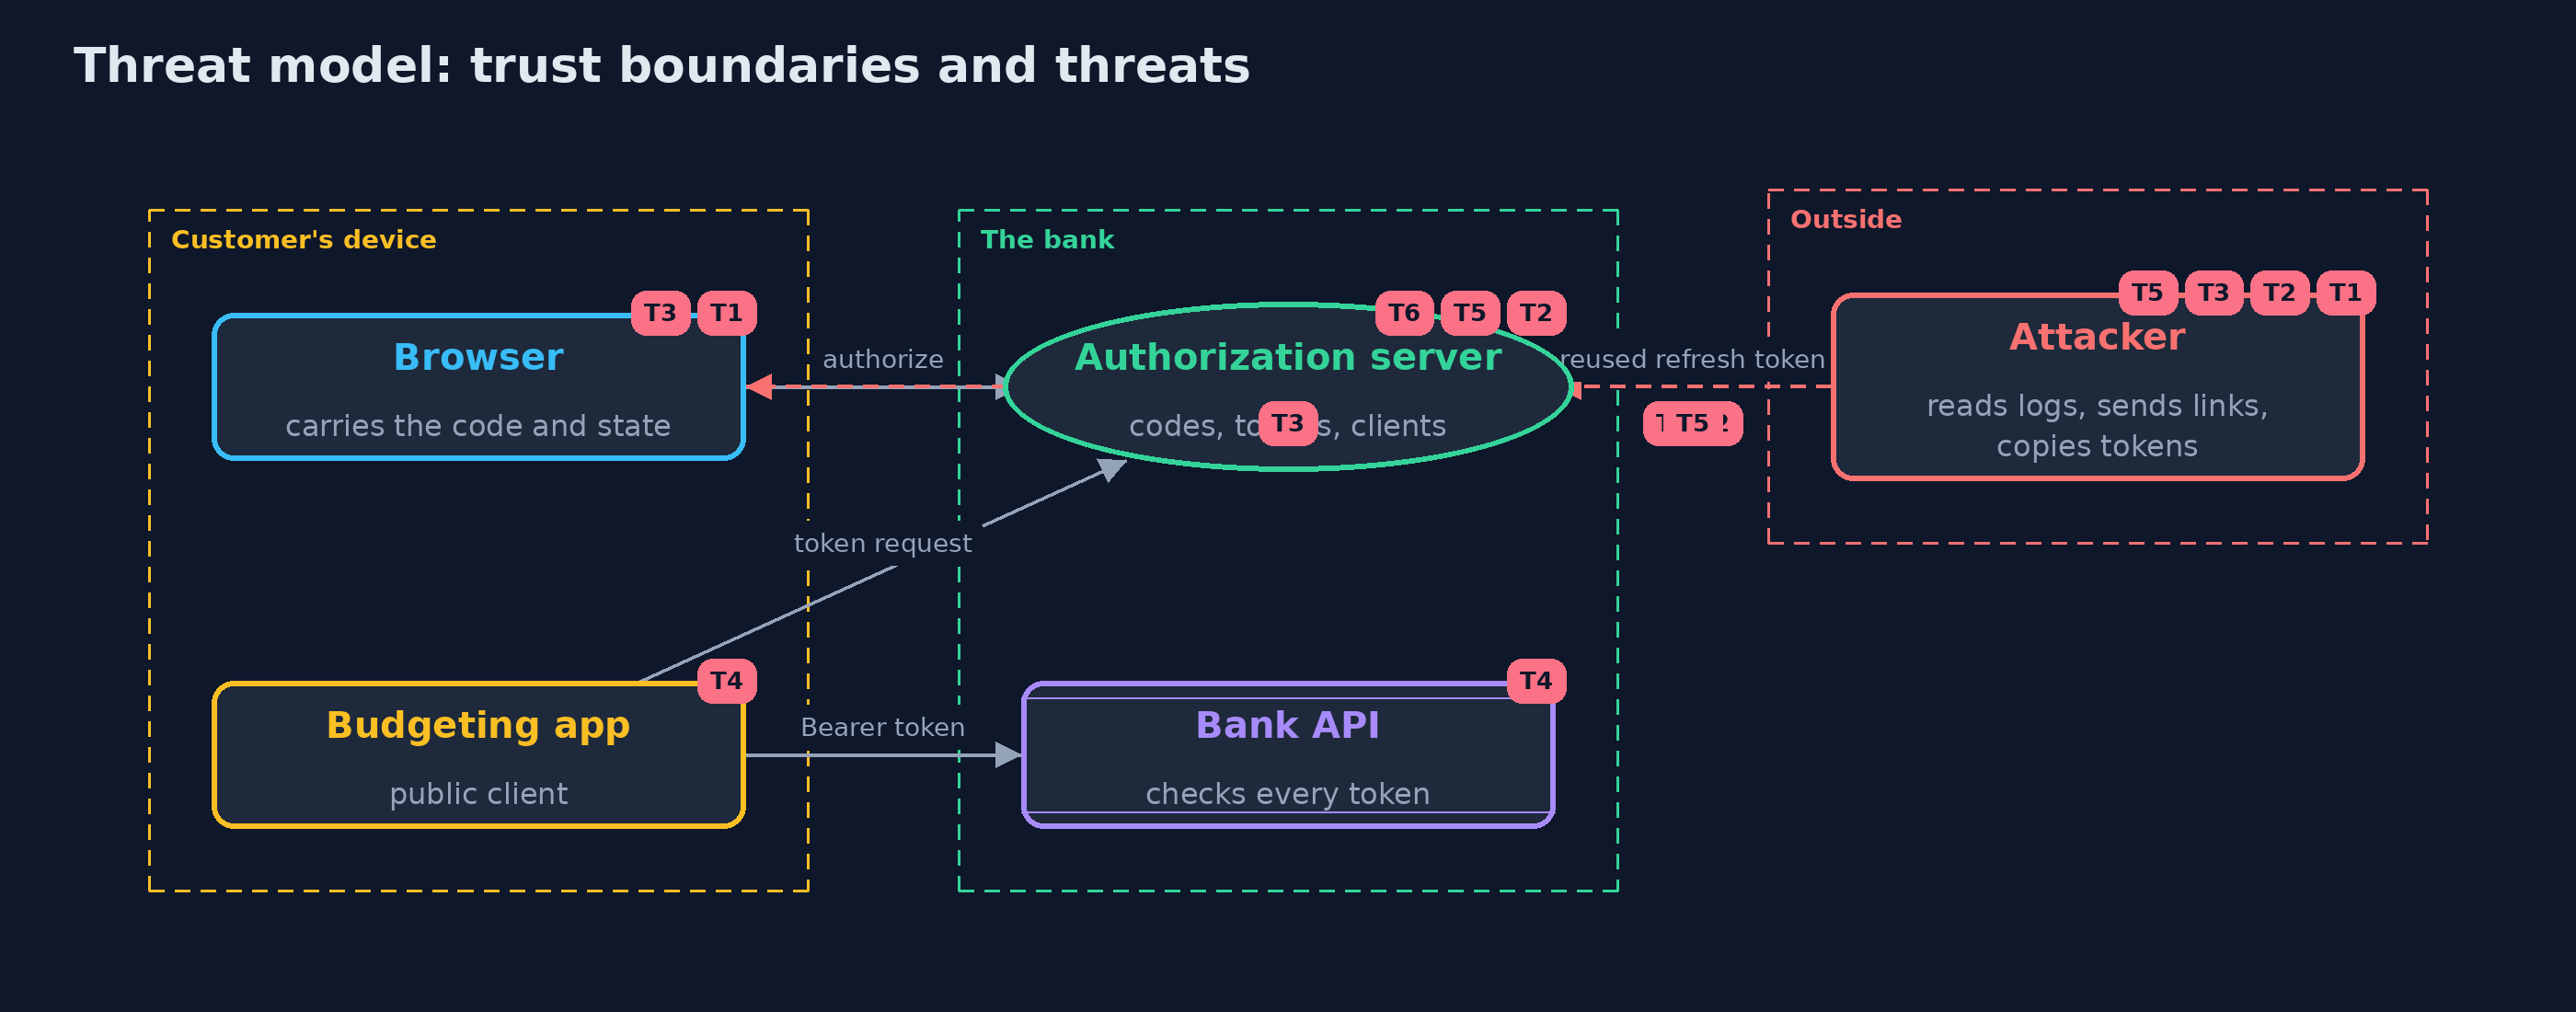 Threat model: trust boundaries and threats
Customer's device
The bank
Outside
T3 T1
Browser
carries the code and state
authorize
T6 T5 T2
Authorization server
codes, to s, clients
T3
reused refresh token
T5
T5 T3 T2 T1
Attacker
reads logs, sends links,
copies tokens
token request
T4
Budgeting app
public client
Bearer token
T4
Bank API
checks every token